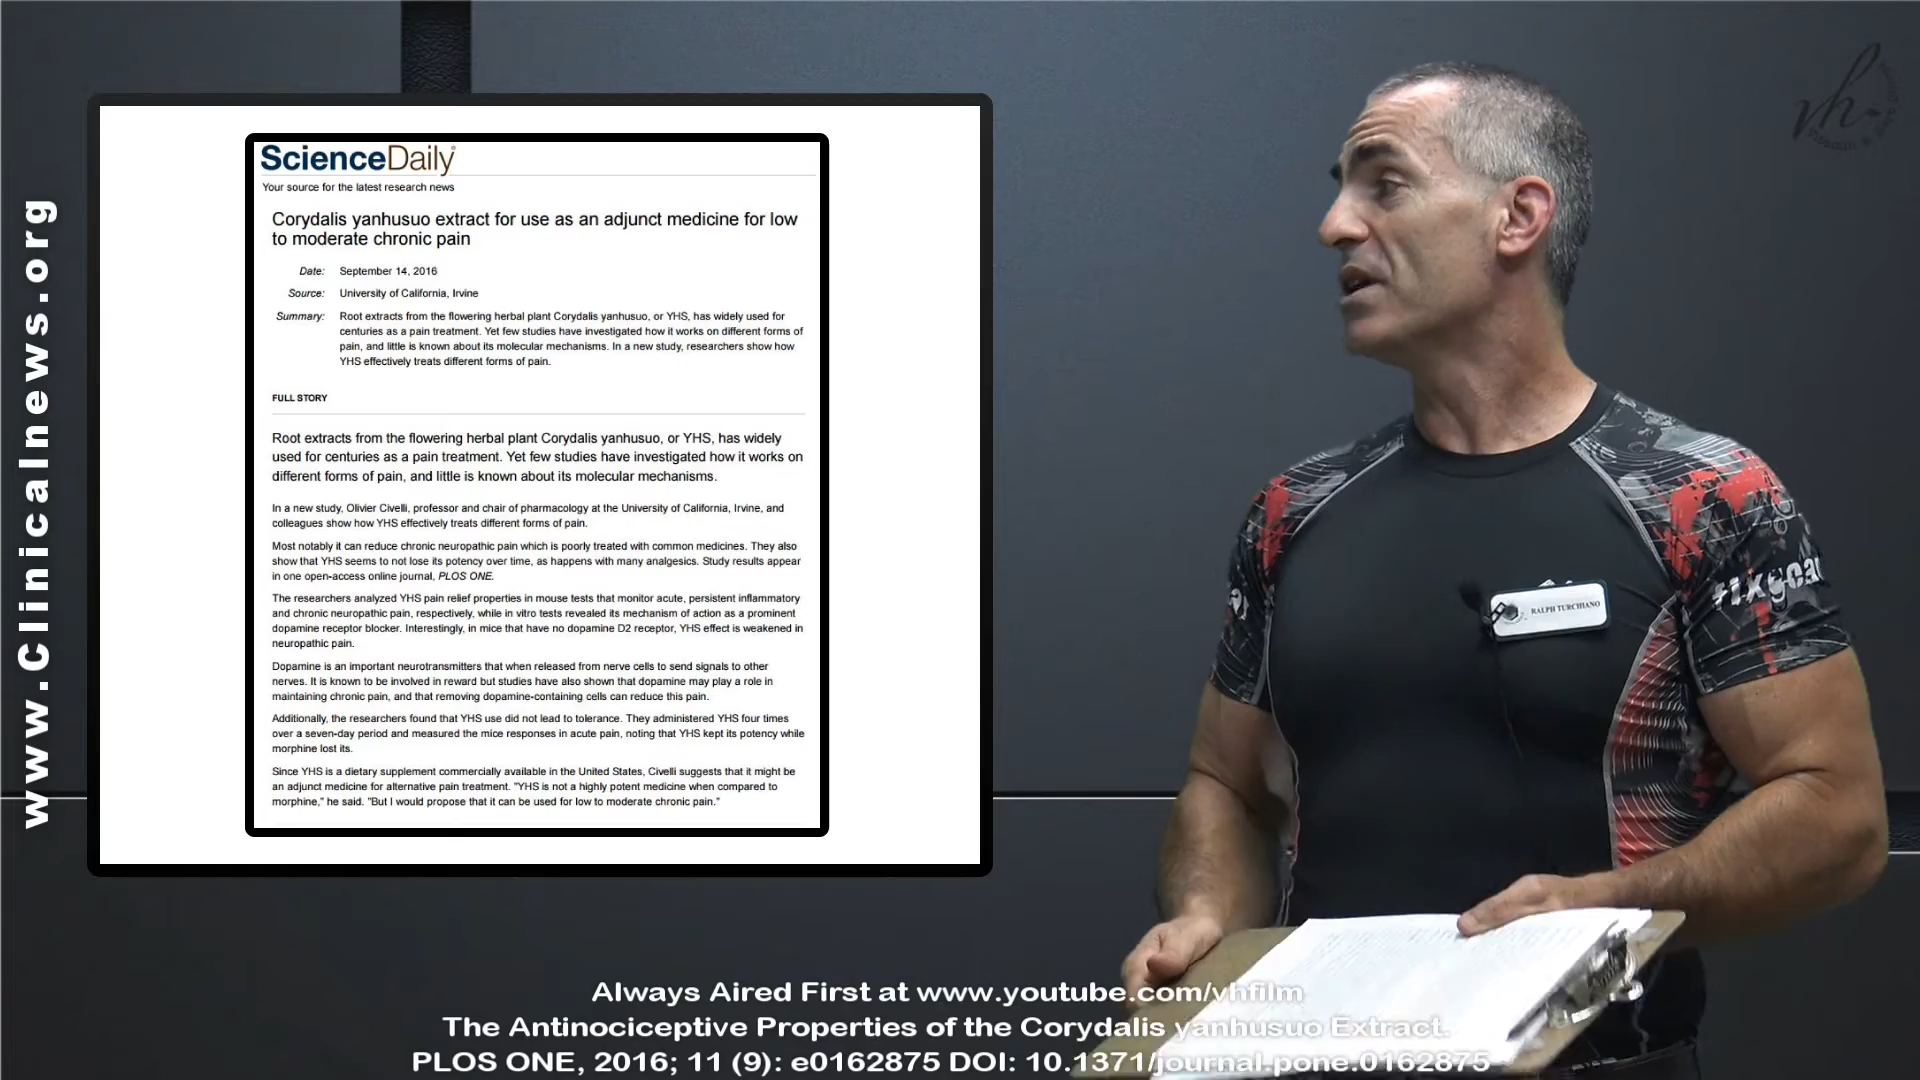 www.Clinicalnews.org
ScienceDaily
Your source for the latest research news
Corydalis yanhusuo extract for use as an adjunct medicine for low
to moderate chronic pain
Date: September 14, 2016
Source: University of California, Irvine
Summary: Root extracts from the flowering herbal plant Corydalis yanhusuo, or YHS, has widely used for
centuries as a pain treatment. Yet few studies have investigated how it works on different forms of
pain, and little is known about its molecular mechanisms. In a new study, researchers show how
YHS effectively treats different forms of pain.
FULL STORY
Root extracts from the flowering herbal plant Corydalis yanhusuo, or YHS, has widely
used for centuries as a pain treatment. Yet few studies have investigated how it works on
different forms of pain, and little is known about its molecular mechanisms.
In a new study, Olivier Civelli, professor and chair of pharmacology at the University of California, Irvine, and
colleagues show how YHS effectively treats different forms of pain.
Most notably it can reduce chronic neuropathic pain which is poorly treated with common medicines. They also
show that YHS seems to not lose its potency over time, as happens with many analgesics. Study results appear
in one open-access online journal, PLOS ONE.
The researchers analyzed YHS pain relief properties in mouse tests that monitor acute, persistent inflammatory
and chronic neuropathic pain, respectively, while in vitro tests revealed its mechanism of action as a prominent
dopamine receptor blocker. Interestingly, in mice that have no dopamine D2 receptor, YHS effect is weakened in
neuropathic pain.
Dopamine is an important neurotransmitters that when released from nerve cells to send signals to other
nerves. It is known to be involved in reward but studies have also shown that dopamine may play a role in
maintaining chronic pain, and that removing dopamine-containing cells can reduce this pain.
Additionally, the researchers found that YHS use did not lead to tolerance. They administered YHS four times
over a seven-day period and measured the mice responses in acute pain, noting that YHS kept its potency while
morphine lost its.
Since YHS is a dietary supplement commercially available in the United States, Civelli suggests that it might be
an adjunct medicine for alternative pain treatment. "YHS is not a highly potent medicine when compared to
morphine," he said. "But I would propose that it can be used for low to moderate chronic pain."
vh
RALPH TURCHIANO
Always Aired First at www.youtube.com/vhfilm
The Antinociceptive Properties of the Corydalis yanhusuo Extract.
PLOS ONE, 2016; 11 (9): e0162875 DOI: 10.1371/journal.pone.0162875